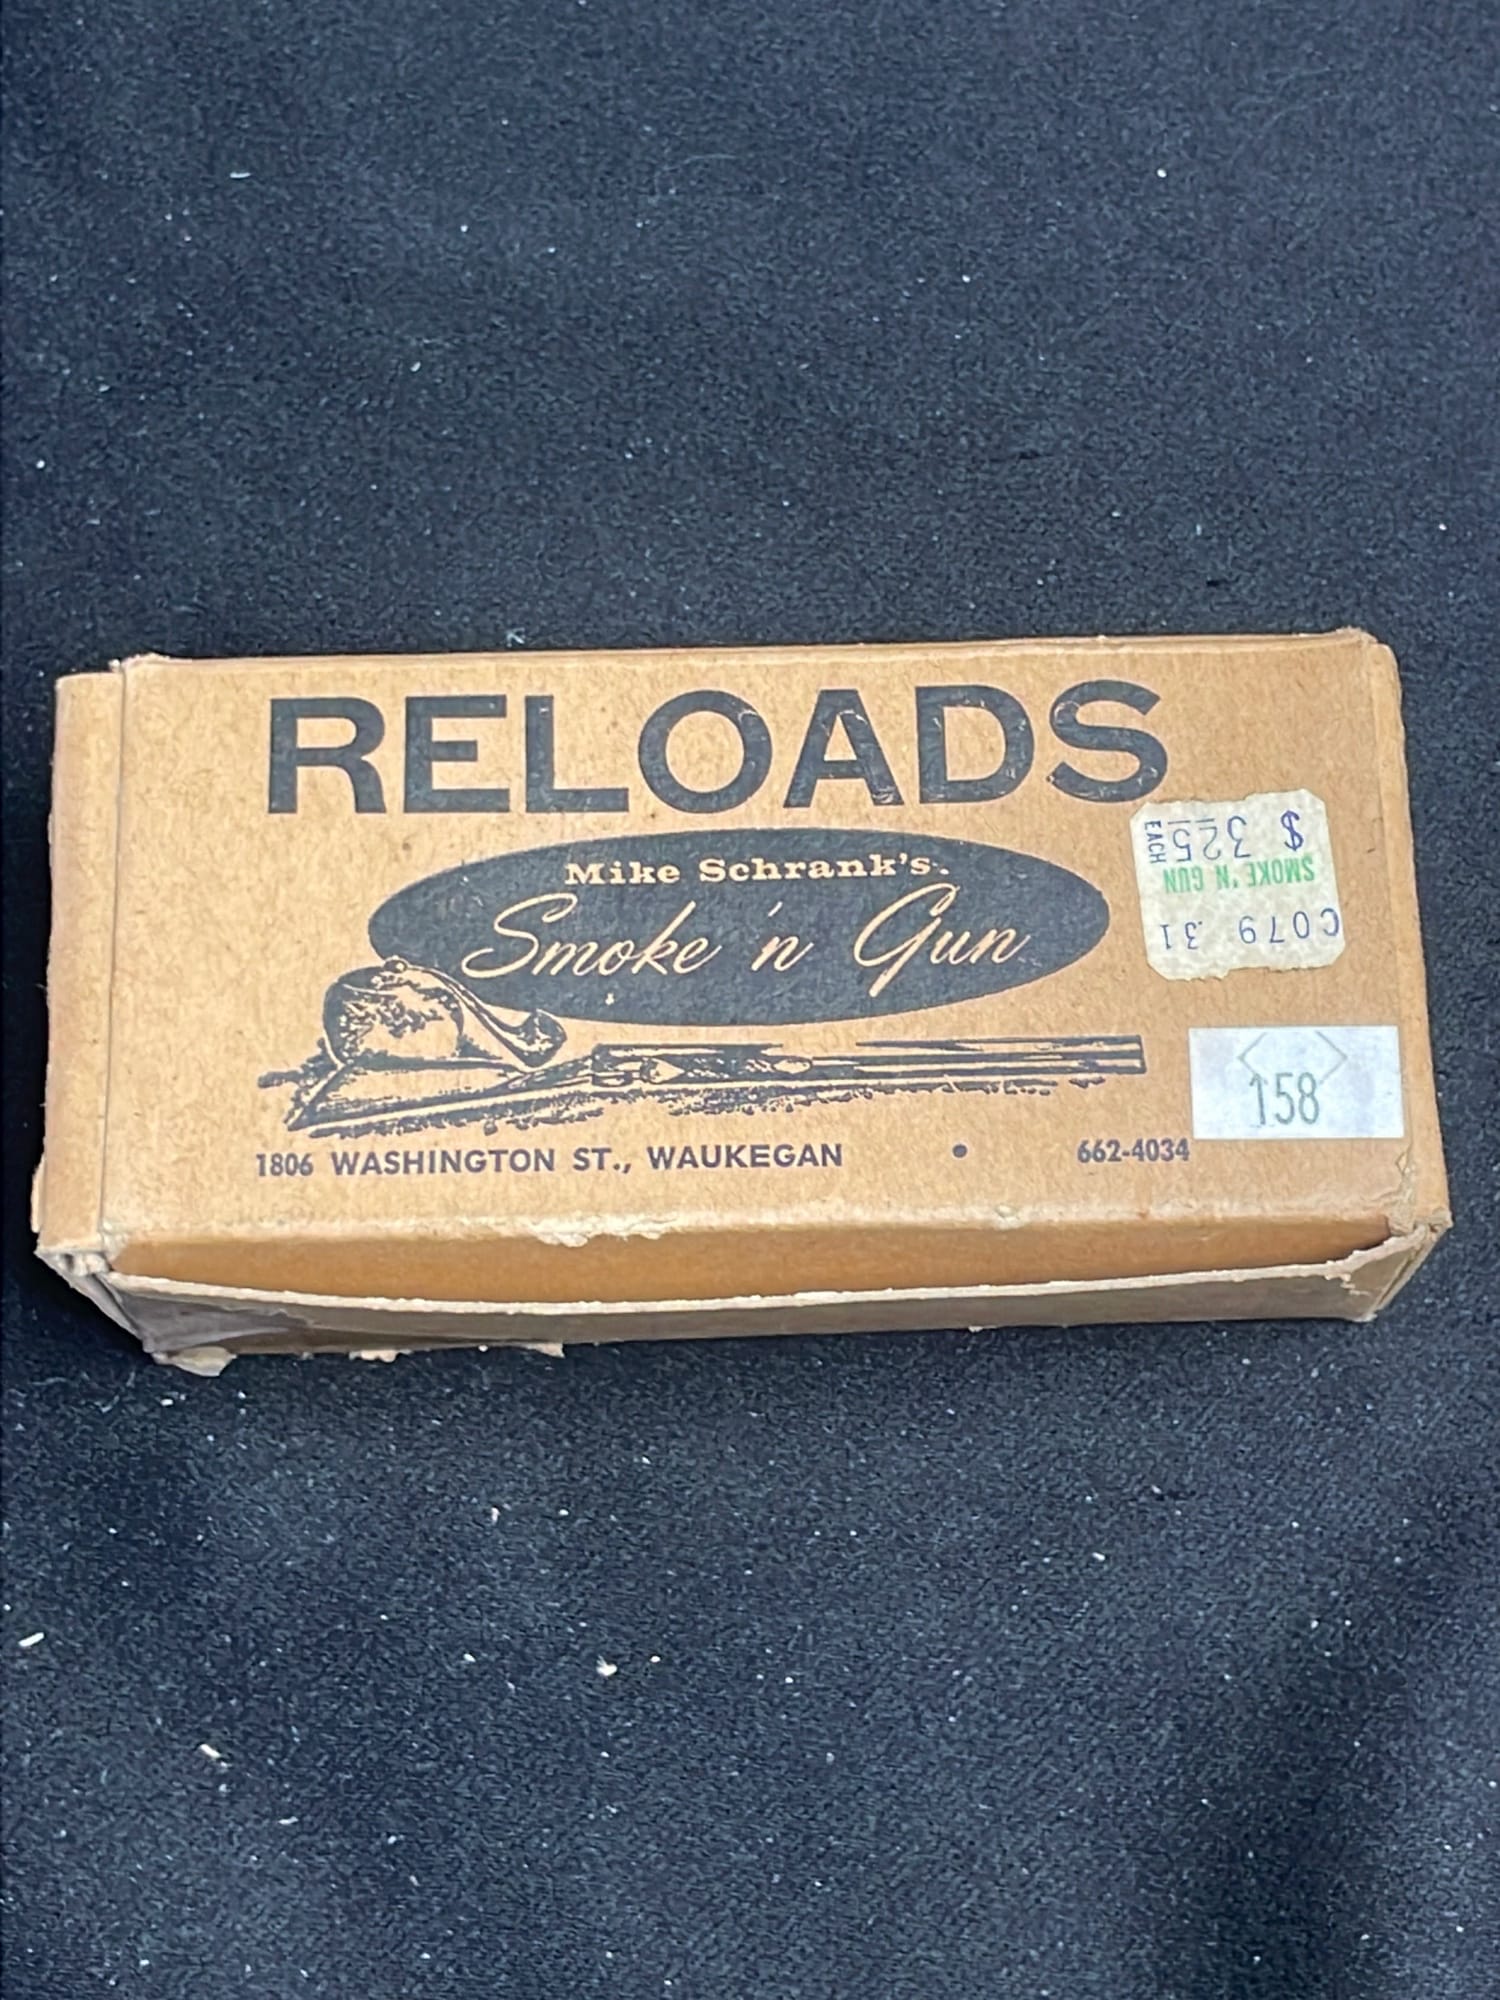 RELOADS
Mike Schrank's
Smoke 'n Gun
1806 WASHINGTON ST., WAUKEGAN • 662-4034
C079 .31
SMOKE 'N GUN
$ 325 EACH
158